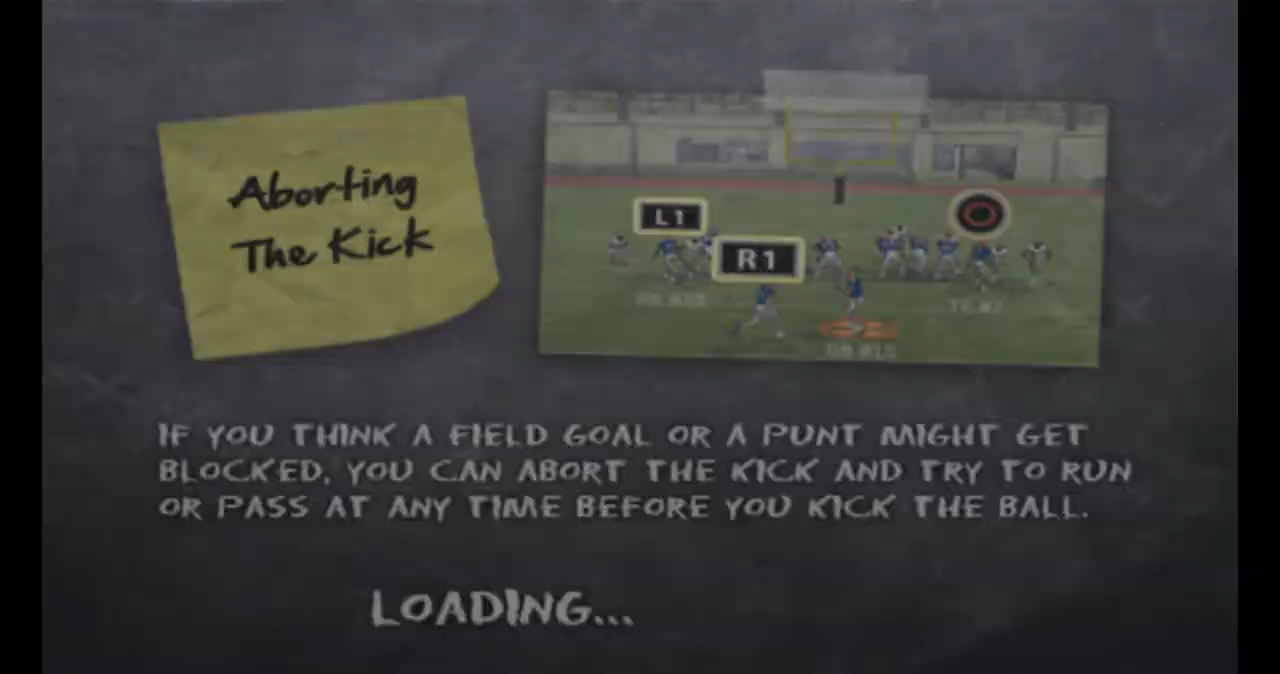 Aborting
The Kick
L1
R1
IF YOU THINK A FIELD GOAL OR A PUNT MIGHT GET
BLOCKED, YOU CAN ABORT THE KICK AND TRY TO RUN
OR PASS AT ANY TIME BEFORE YOU KICK THE BALL.
LOADING...